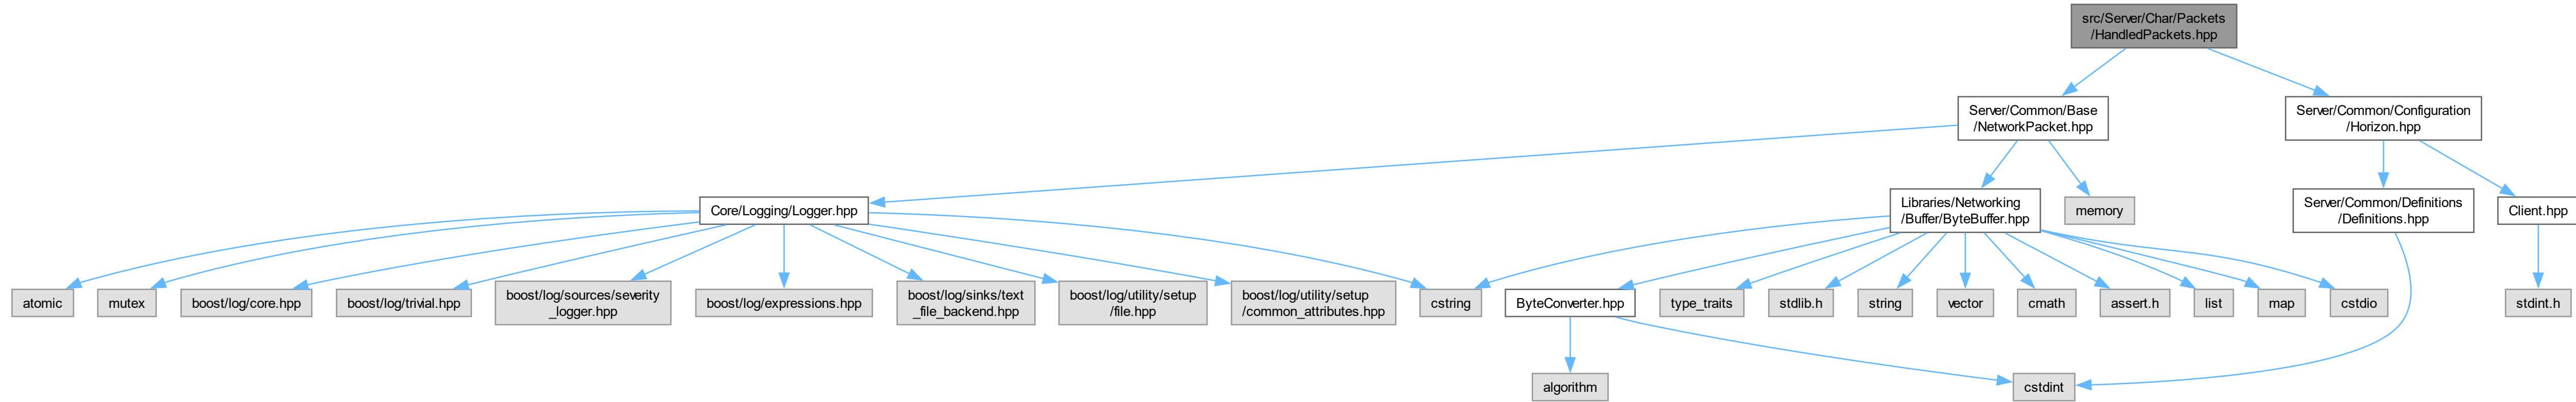 src/Server/Char/Packets
/HandledPackets.hpp
Server/Common/Base
/NetworkPacket.hpp
Server/Common/Configuration
/Horizon.hpp
Core/Logging/Logger.hpp
Libraries/Networking
/Buffer/ByteBuffer.hpp
memory
Server/Common/Definitions
/Definitions.hpp
Client.hpp
atomic
mutex
boost/log/core.hpp
boost/log/trivial.hpp
boost/log/sources/severity
_logger.hpp
boost/log/expressions.hpp
boost/log/sinks/text
_file_backend.hpp
boost/log/utility/setup
/file.hpp
boost/log/utility/setup
/common_attributes.hpp
cstring
ByteConverter.hpp
type_traits
stdlib.h
string
vector
cmath
assert.h
list
map
cstdio
stdint.h
algorithm
cstdint